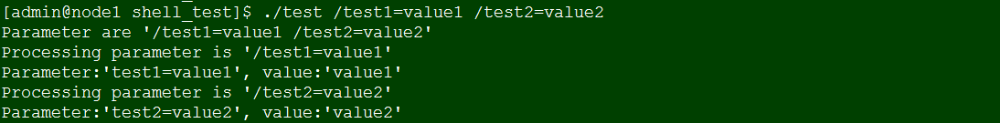 [admin@node1 shell_test]$ ./test /test1=value1 /test2=value2
Parameter are '/test1=value1 /test2=value2'
Processing parameter is '/test1=value1'
Parameter:'test1=value1', value:'value1'
Processing parameter is '/test2=value2'
Parameter:'test2=value2', value:'value2'